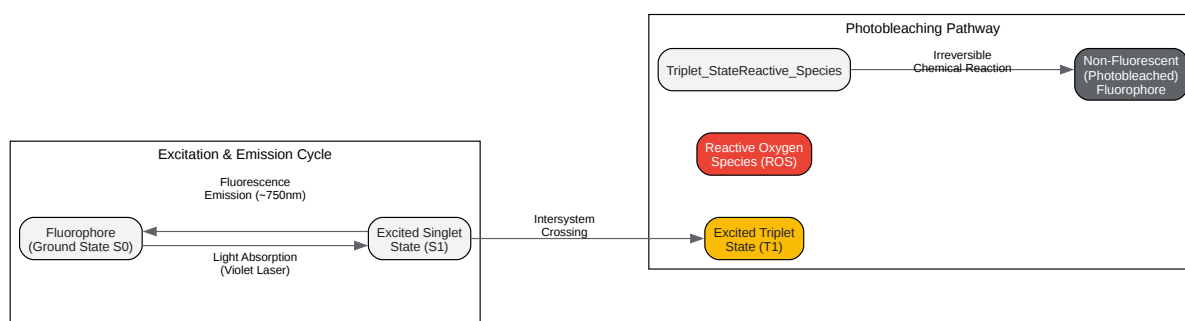 Photobleaching Pathway
Triplet_StateReactive_Species
Irreversible
Chemical Reaction
Non-Fluorescent
(Photobleached)
Fluorophore
Reactive Oxygen
Species (ROS)
Excitation & Emission Cycle
Fluorescence
Emission (~750nm)
Fluorophore
(Ground State S0)
Light Absorption
(Violet Laser)
Excited Singlet
State (S1)
Intersystem
Crossing
Excited Triplet
State (T1)